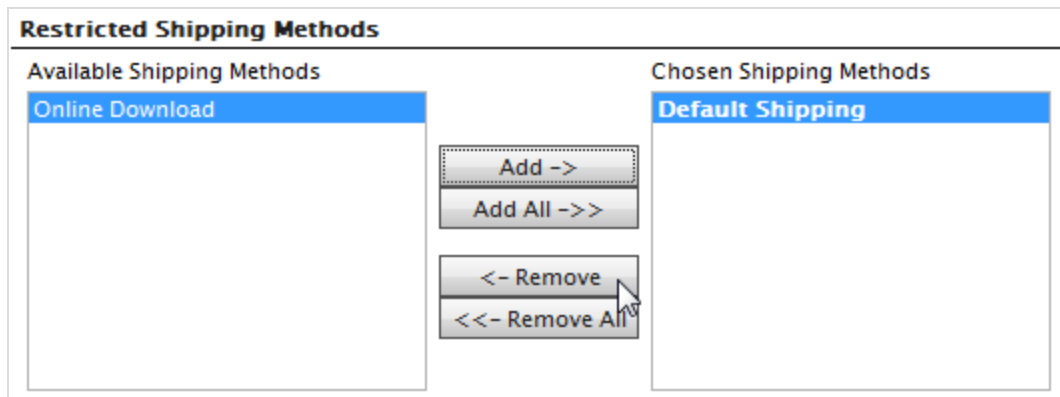 Restricted Shipping Methods
Available Shipping Methods
Chosen Shipping Methods
Online Download
Default Shipping
Add ->
Add All ->>
<- Remove
<<- Remove All